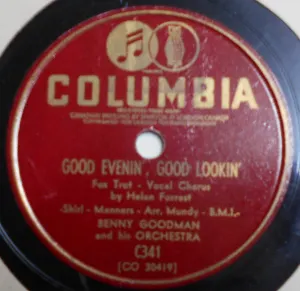 COLUMBIA
GOOD EVENIN', GOOD LOOKIN'
Fox Trot - Vocal Chorus
by Helen Forrest
-Shirl - Manners - Arr. Mundy - B.M.I.-
BENNY GOODMAN
and his ORCHESTRA
C341
[CO 30419]